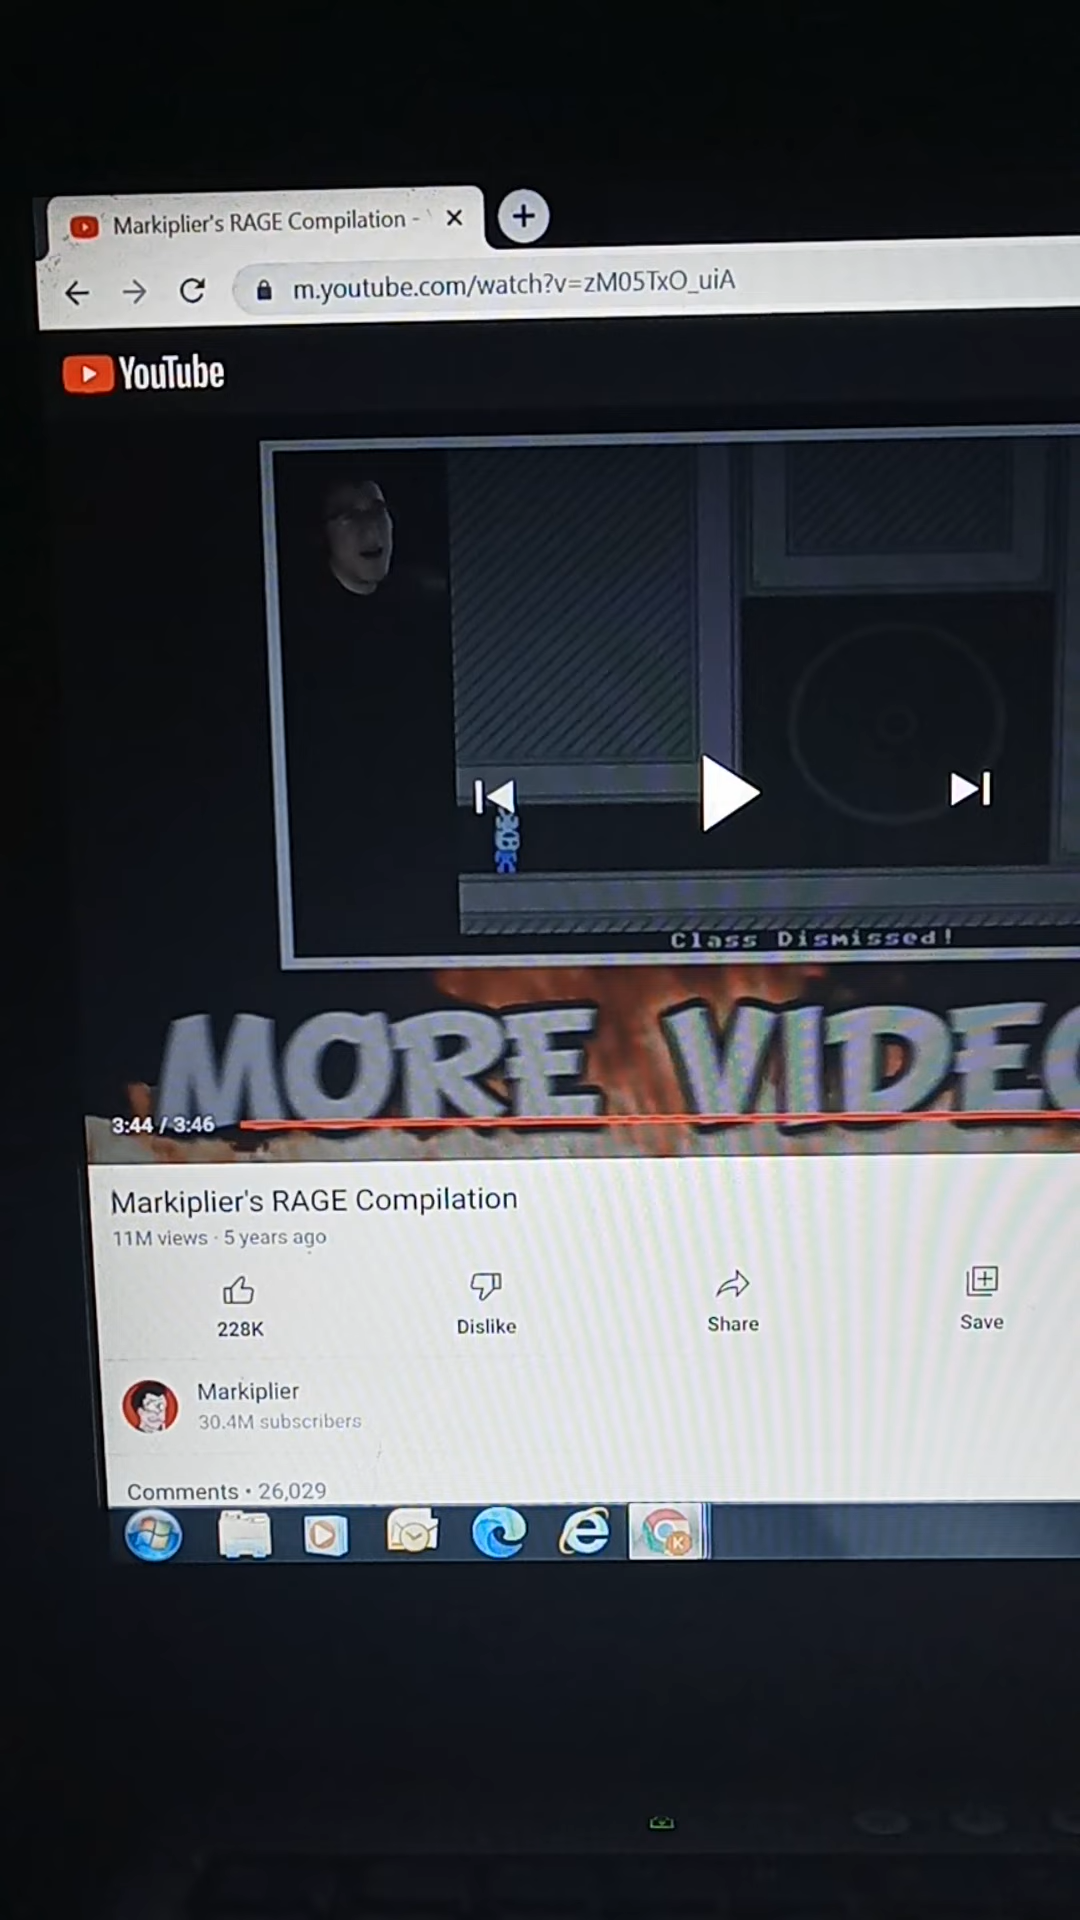 Markiplier's RAGE Compilation -
m.youtube.com/watch?v=zM05TxO_uiA
YouTube
Class Dismissed!
MORE
3:44 / 3:46
Markiplier's RAGE Compilation
11M views · 5 years ago
228K
Dislike
Share
Save
Markiplier
30.4M subscribers
Comments • 26,029